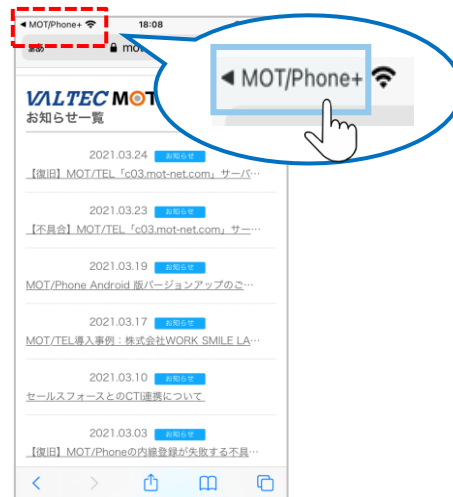 ◀ MOT/Phone+
18:08
ああ
mot
◀ MOT/Phone+
VALTEC MOT
お知らせ一覧
2021.03.24 お知らせ
【復旧】MOT/TEL「c03.mot-net.com」サーバ…
2021.03.23 お知らせ
【不具合】MOT/TEL「c03.mot-net.com」サー…
2021.03.19 お知らせ
MOT/Phone Android 版バージョンアップのご…
2021.03.17 お知らせ
MOT/TEL導入事例：株式会社WORK SMILE LA…
2021.03.10 お知らせ
セールスフォースとのCTI連携について
2021.03.03 お知らせ
【復旧】MOT/Phoneの内線登録が失敗する不具…